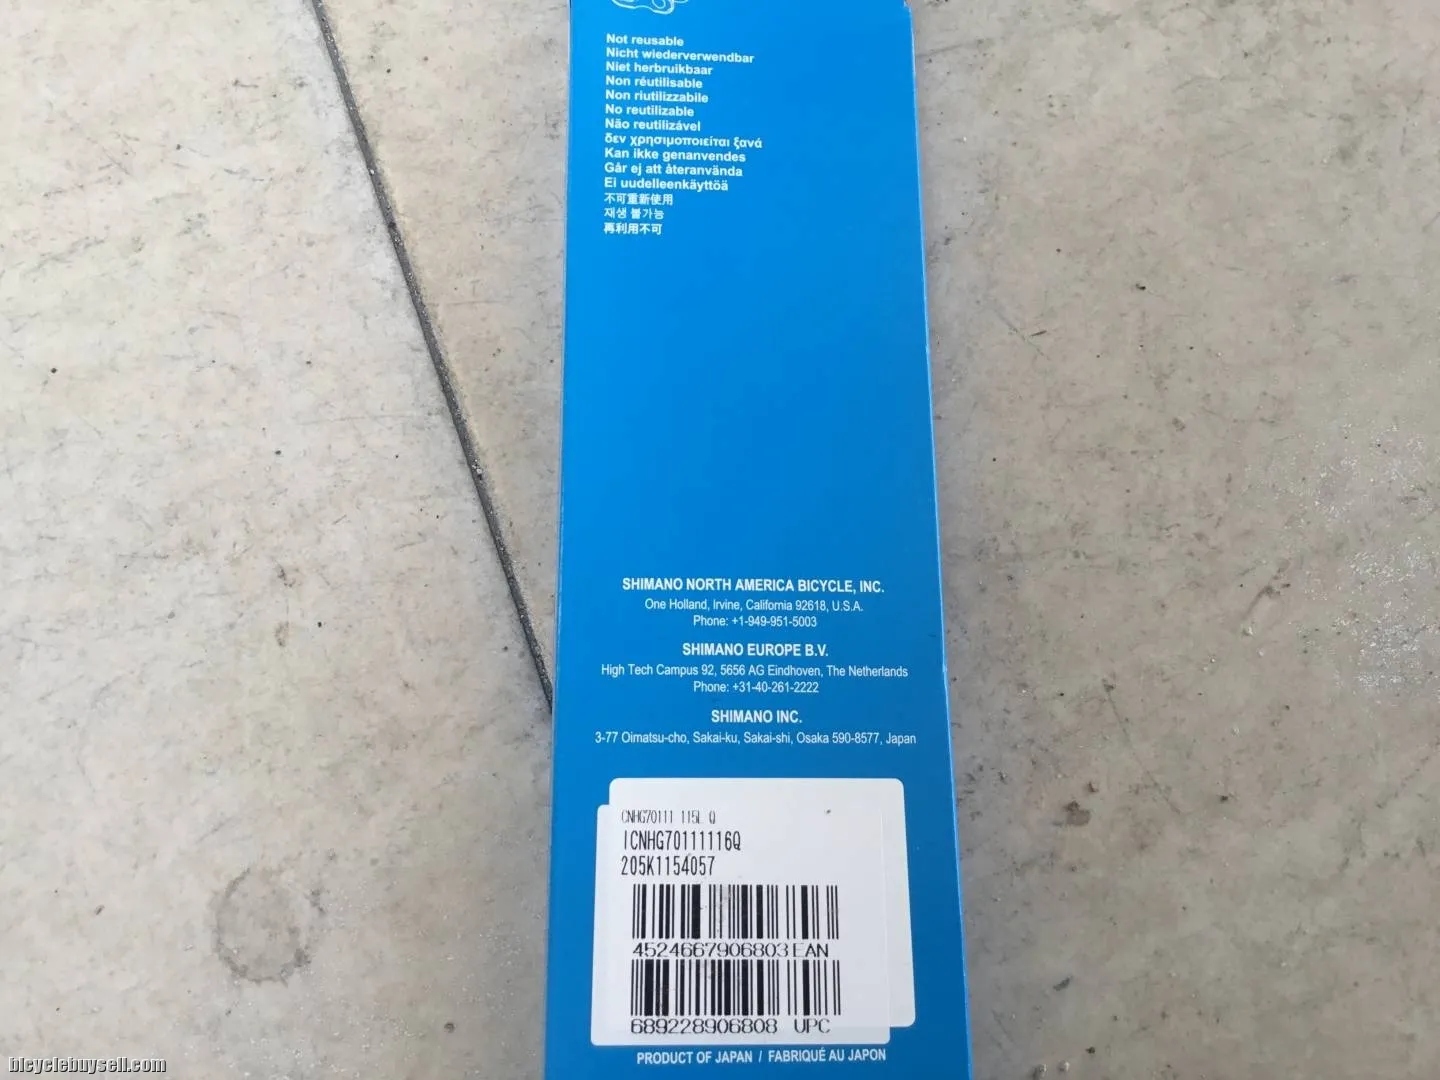 Not reusable
Nicht wiederverwendbar
Niet herbruikbaar
Non réutilisable
Non riutilizzabile
No reutilizable
Não reutilizável
δεν χρησιμοποιείται ξανά
Kan ikke genanvendes
Går ej att återanvända
Ei uudelleenkäyttöä
不可重新使用
재생 불가능
再利用不可
SHIMANO NORTH AMERICA BICYCLE, INC.
One Holland, Irvine, California 92618, U.S.A.
Phone: +1-949-951-5003
SHIMANO EUROPE B.V.
High Tech Campus 92, 5656 AG Eindhoven, The Netherlands
Phone: +31-40-261-2222
SHIMANO INC.
3-77 Oimatsu-cho, Sakai-ku, Sakai-shi, Osaka 590-8577, Japan
CNHG70111 115L Q
ICNHG70111116Q
205K1154057
4524667906803 EAN
689228906808 UPC
PRODUCT OF JAPAN / FABRIQUÉ AU JAPON
bicyclebuysell.com